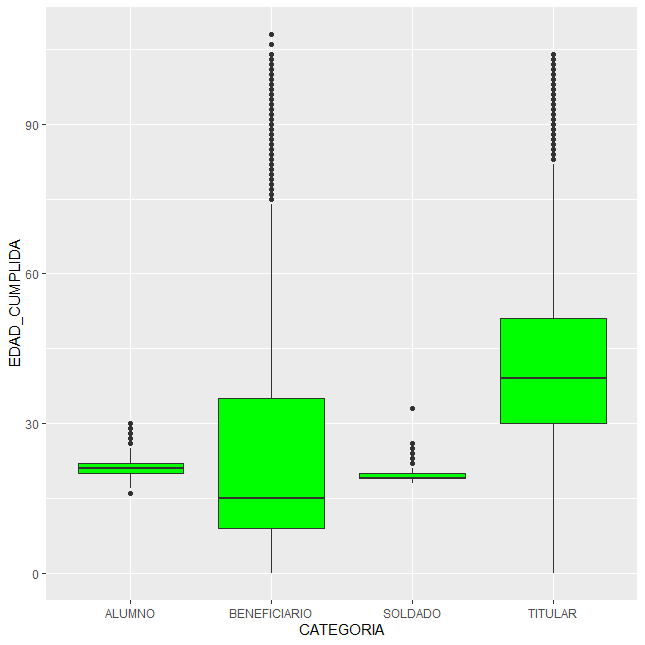 EDAD_CUMPLIDA
90
60
30
0
ALUMNO BENEFICIARIO SOLDADO TITULAR
CATEGORIA